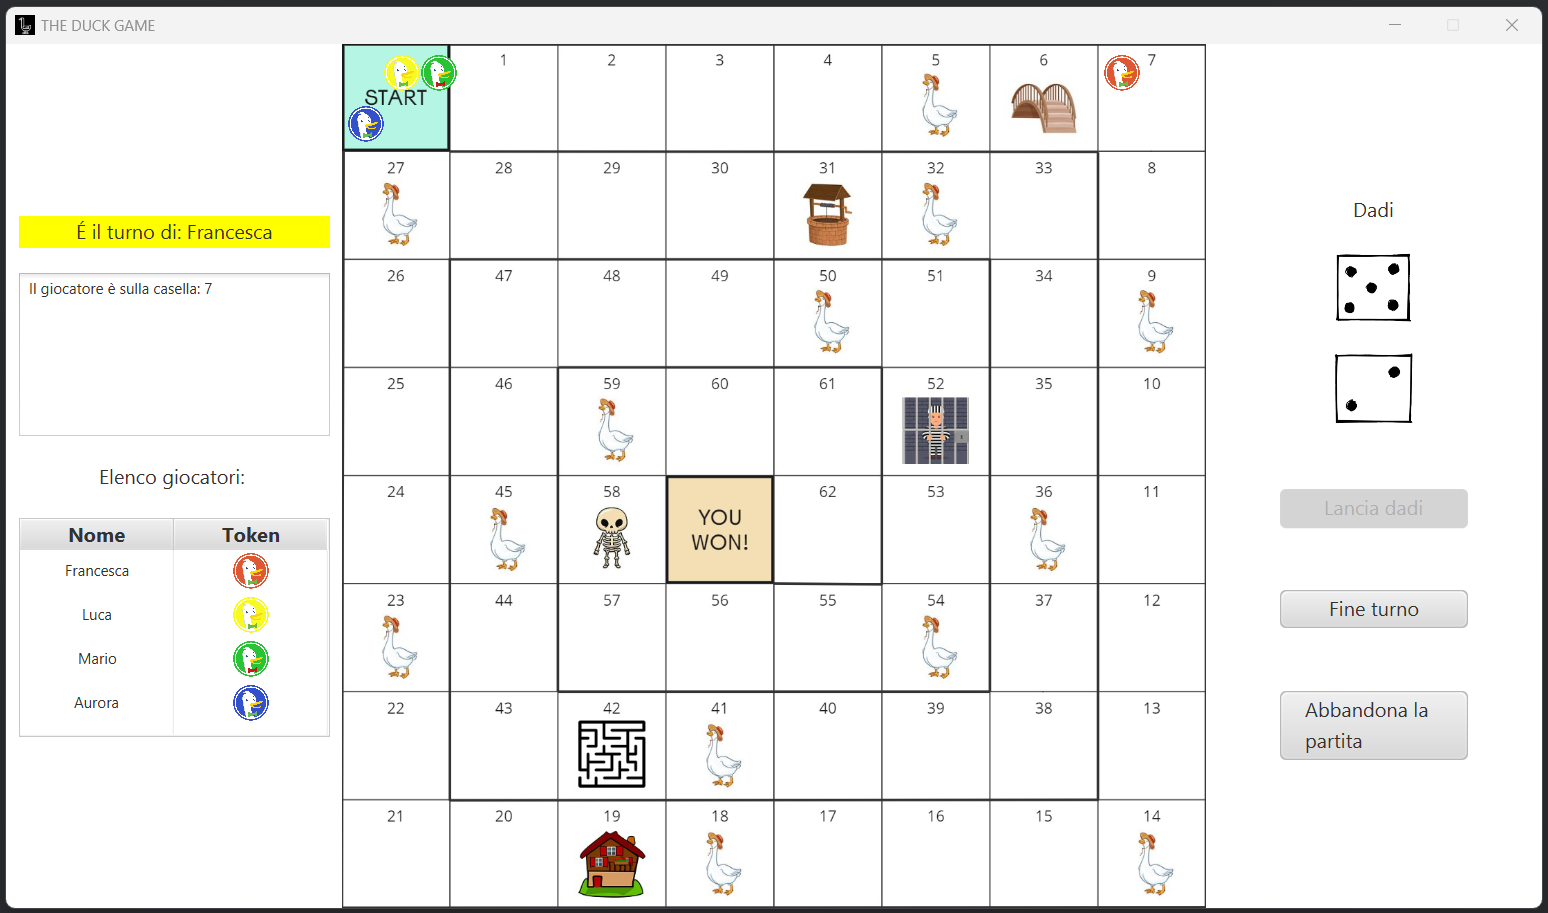 THE DUCK GAME
É il turno di: Francesca
Il giocatore è sulla casella: 7
Elenco giocatori:
Nome Token
Francesca
Luca
Mario
Aurora
START 1 2 3 4 5 6 7
27 28 29 30 31 32 33 8
26 47 48 49 50 51 34 9
25 46 59 60 61 52 35 10
24 45 58 YOU WON! 62 53 36 11
23 44 57 56 55 54 37 12
22 43 42 41 40 39 38 13
21 20 19 18 17 16 15 14
Dadi
Lancia dadi
Fine turno
Abbandona la
partita